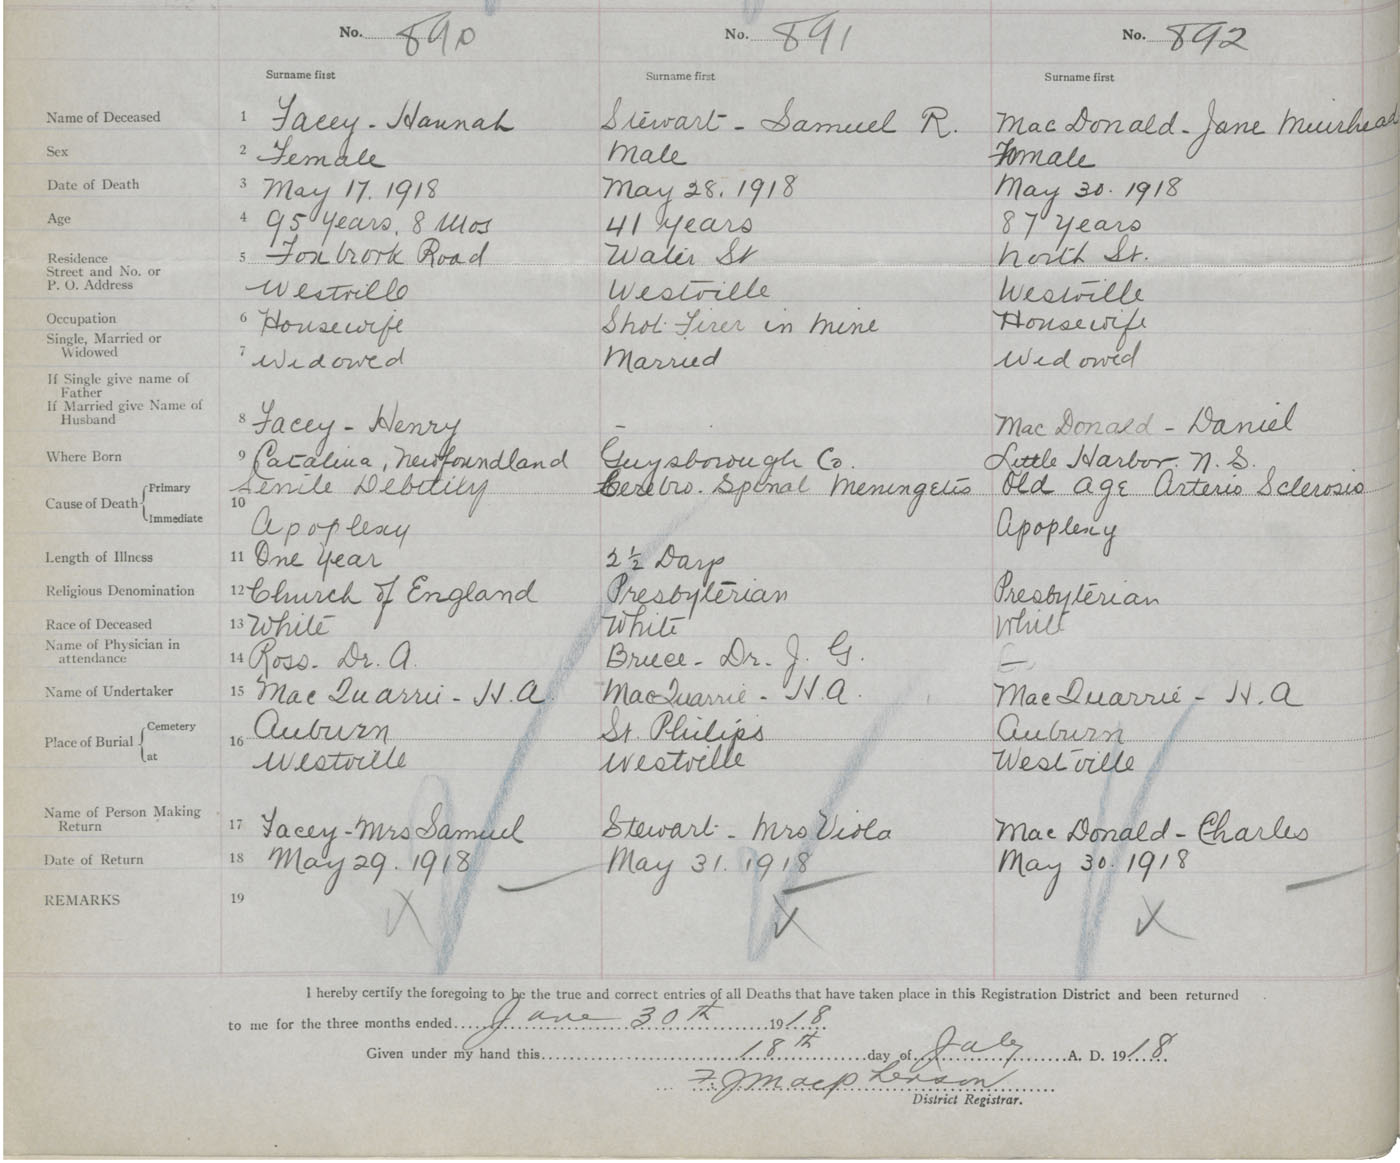 No. 890 No. 891 No. 892
Surname first Surname first Surname first
Name of Deceased 1 Facey - Hannah Stewart - Samuel R. Mac Donald - Jane Muirhead
Sex 2 Female Male Female
Date of Death 3 May 17. 1918 May 28. 1918 May 30. 1918
Age 4 95 Years, 8 Mos 41 Years 87 Years
Residence 5 Foxbrook Road Water St North St.
Street and No. or
P. O. Address Westville Westville Westville
Occupation 6 Housewife Shot Firer in Mine Housewife
Single, Married or
Widowed 7 Widowed Married Widowed
If Single give name of
Father
If Married give Name of
Husband 8 Facey - Henry - Mac Donald - Daniel
Where Born 9 Catalina, Newfoundland Guysborough Co. Little Harbor. N. S.
Cause of Death Primary 10 Senile Debility Cerebro. Spinal Meningetis Old Age Arterio Sclerosis
Immediate Apoplexy Apoplexy
Length of Illness 11 One Year 2 ½ Days
Religious Denomination 12 Church of England Presbyterian Presbyterian
Race of Deceased 13 White White White
Name of Physician in
attendance 14 Ross. Dr. A. Bruce - Dr. J. G. —
Name of Undertaker 15 Mac Quarrie - H.A. MacQuarrie - H.A. MacQuarrie - H.A
Place of Burial Cemetery 16 Auburn St. Philips Auburn
at Westville Westville Westville
Name of Person Making
Return 17 Facey - Mrs Samuel Stewart - Mrs Viola Mac Donald - Charles
Date of Return 18 May 29. 1918 May 31. 1918 May 30. 1918
REMARKS 19 X X X
I hereby certify the foregoing to be the true and correct entries of all Deaths that have taken place in this Registration District and been returned
to me for the three months ended June 30th 1918.
Given under my hand this 18th day of July A. D. 1918.
F. J Macpherson
District Registrar.